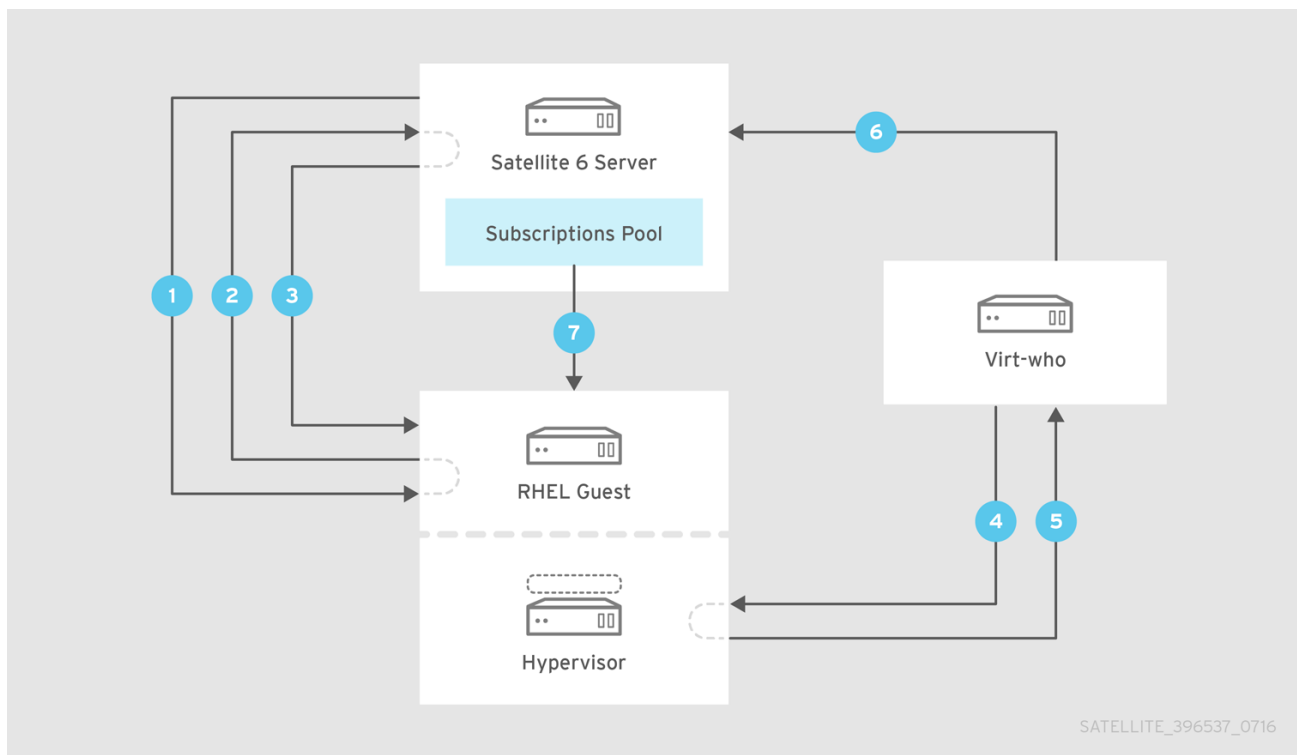 Satellite 6 Server
6
Subscriptions Pool
1
2
3
7
Virt-who
RHEL Guest
4
5
Hypervisor
SATELLITE_396537_0716